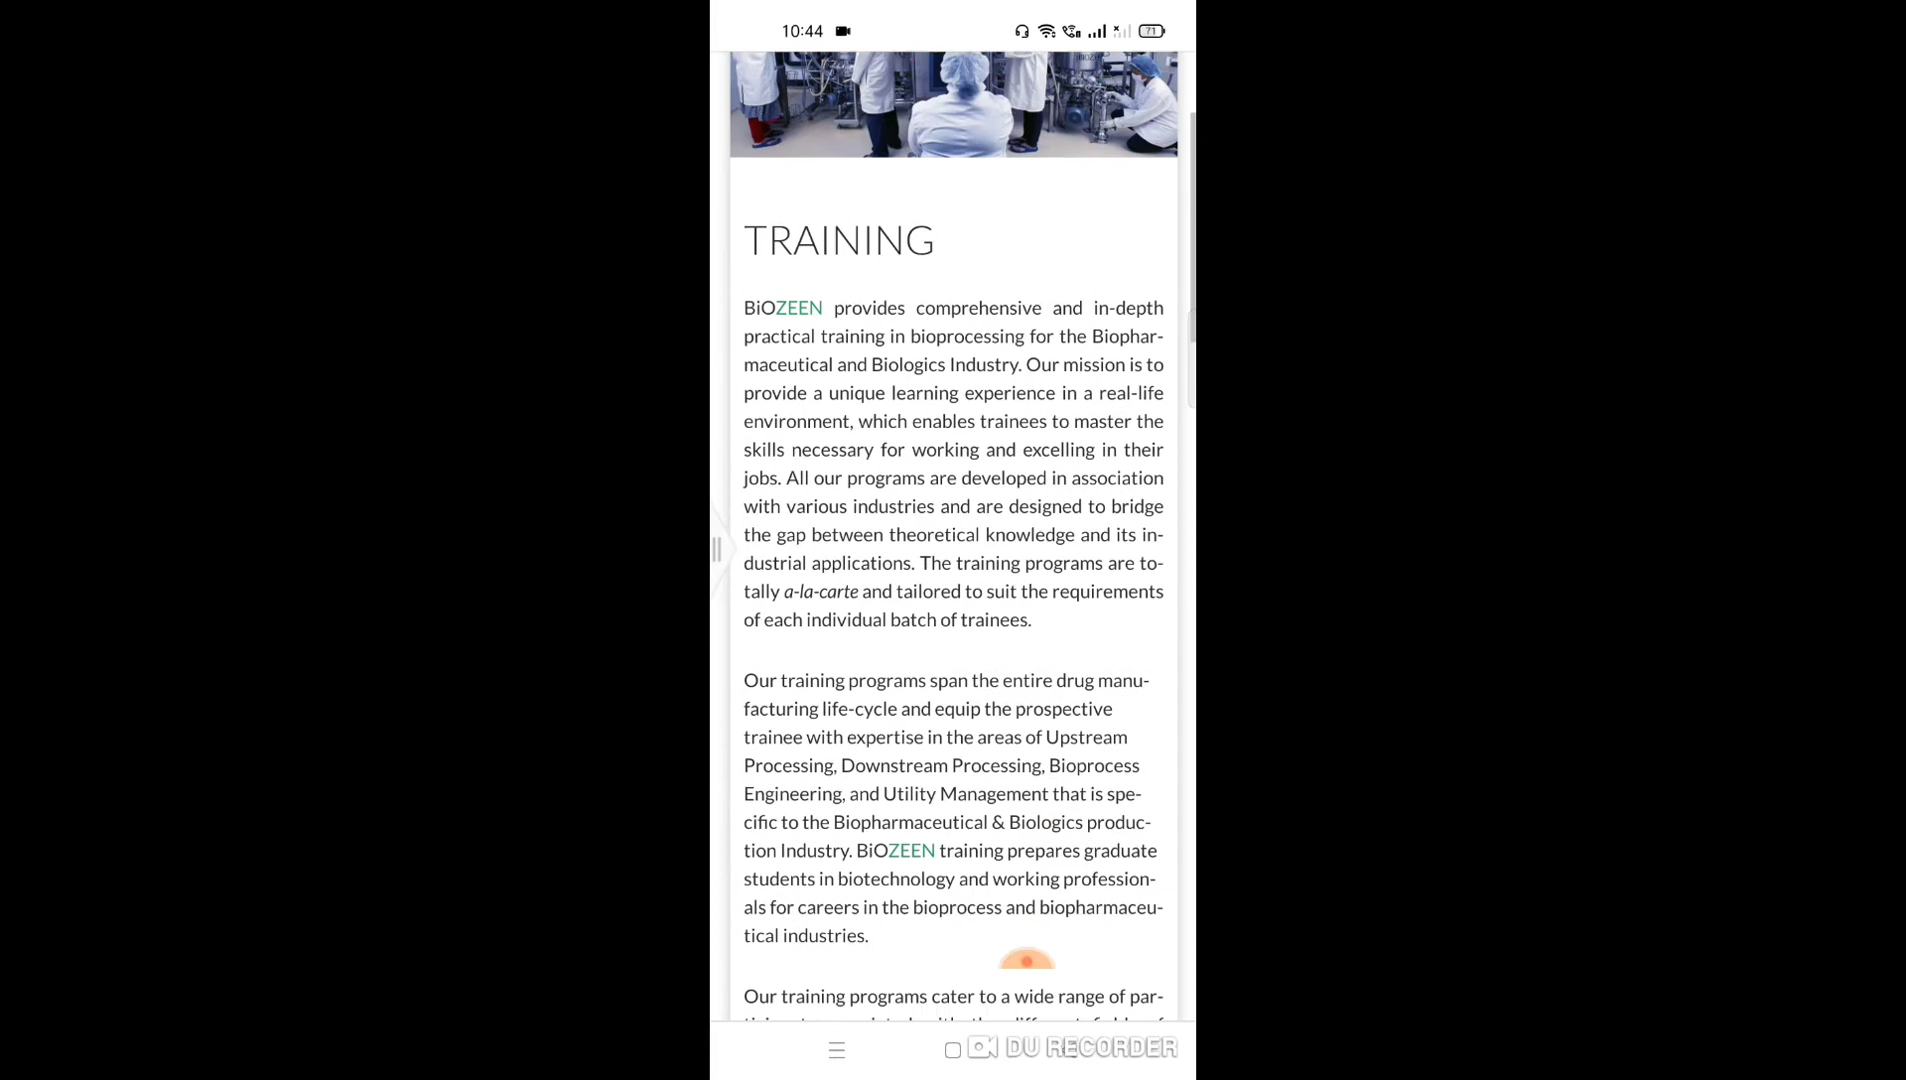 10:44
71
TRAINING
BiOZEEN provides comprehensive and in-depth
practical training in bioprocessing for the Biophar-
maceutical and Biologics Industry. Our mission is to
provide a unique learning experience in a real-life
environment, which enables trainees to master the
skills necessary for working and excelling in their
jobs. All our programs are developed in association
with various industries and are designed to bridge
the gap between theoretical knowledge and its in-
dustrial applications. The training programs are to-
tally a-la-carte and tailored to suit the requirements
of each individual batch of trainees.
Our training programs span the entire drug manu-
facturing life-cycle and equip the prospective
trainee with expertise in the areas of Upstream
Processing, Downstream Processing, Bioprocess
Engineering, and Utility Management that is spe-
cific to the Biopharmaceutical & Biologics produc-
tion Industry. BiOZEEN training prepares graduate
students in biotechnology and working profession-
als for careers in the bioprocess and biopharmaceu-
tical industries.
Our training programs cater to a wide range of par-
DU RECORDER